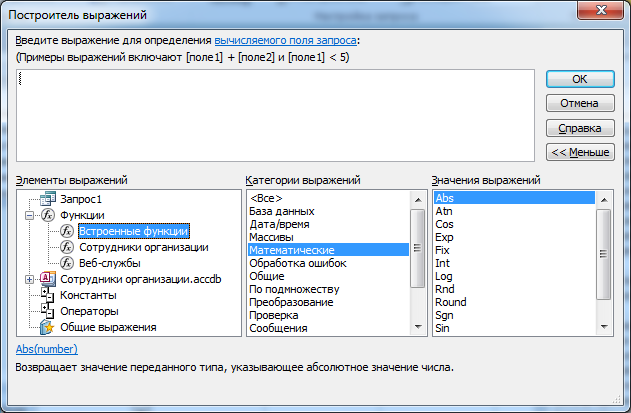 Построитель выражений
Введите выражение для определения вычисляемого поля запроса:
(Примеры выражений включают [поле1] + [поле2] и [поле1] < 5)
ОК
Отмена
Справка
<< Меньше
Элементы выражений
Запрос1
Функции
Встроенные функции
Сотрудники организации
Веб-службы
Сотрудники организации.accdb
Константы
Операторы
Общие выражения
Категории выражений
<Все>
База данных
Дата/время
Массивы
Математические
Обработка ошибок
Общие
По подмножеству
Преобразование
Проверка
Сообщения
Значения выражений
Abs
Atn
Cos
Exp
Fix
Int
Log
Rnd
Round
Sgn
Sin
Abs(number)
Возвращает значение переданного типа, указывающее абсолютное значение числа.